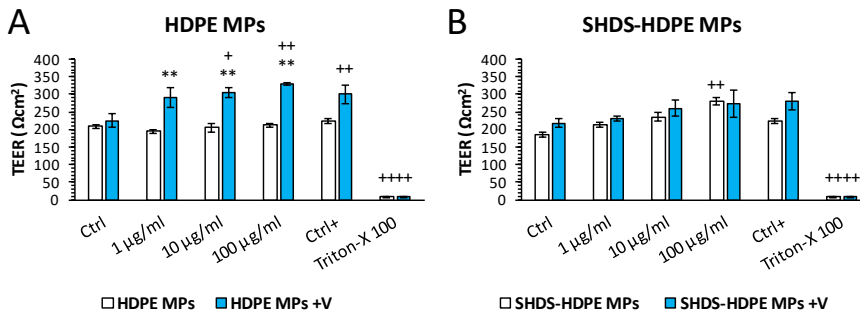 A
HDPE MPs
TEER ( Ωcm²)
400
350
300
250
200
150
100
50
0
**
+
**
++
**
++
++++
Ctrl
1 µg/ml
10 µg/ml
100 µg/ml
Ctrl+
Triton-X 100
HDPE MPs
HDPE MPs +V
B
SHDS-HDPE MPs
TEER ( Ωcm²)
400
350
300
250
200
150
100
50
0
++
++++
Ctrl
1 µg/ml
10 µg/ml
100 µg/ml
Ctrl+
Triton-X 100
SHDS-HDPE MPs
SHDS-HDPE MPs +V